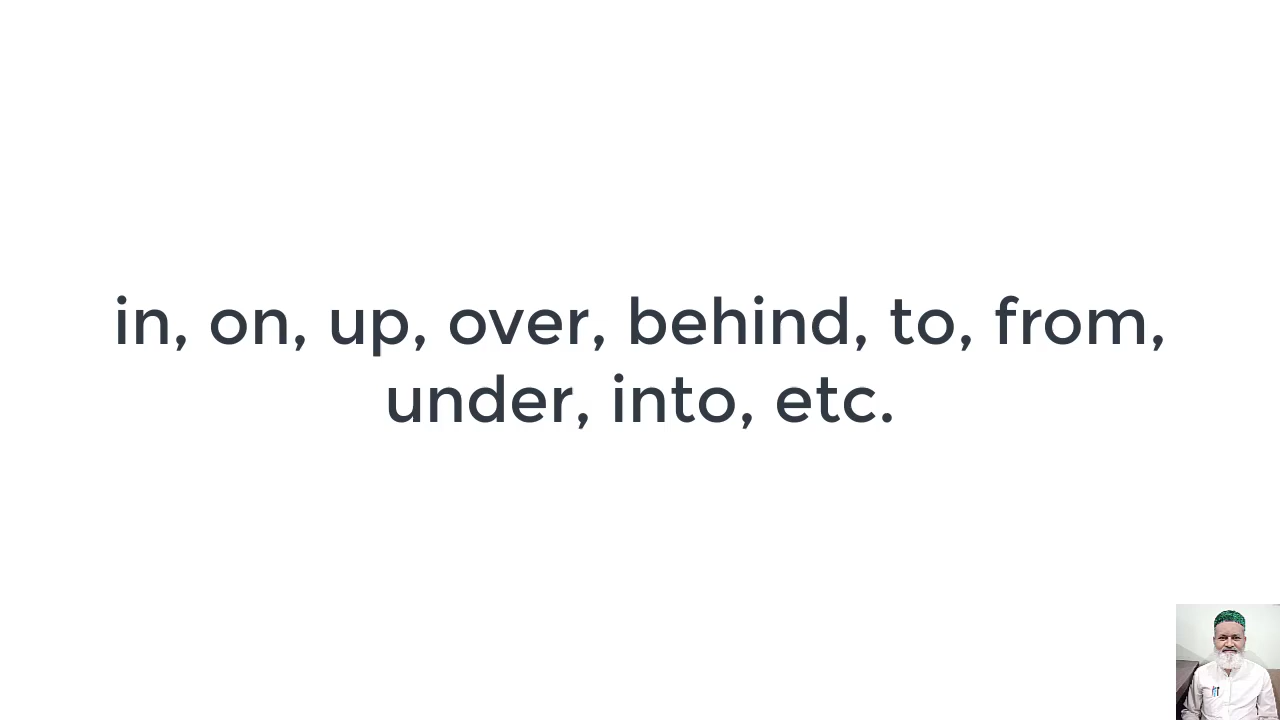 in, on, up, over, behind, to, from,
under, into, etc.